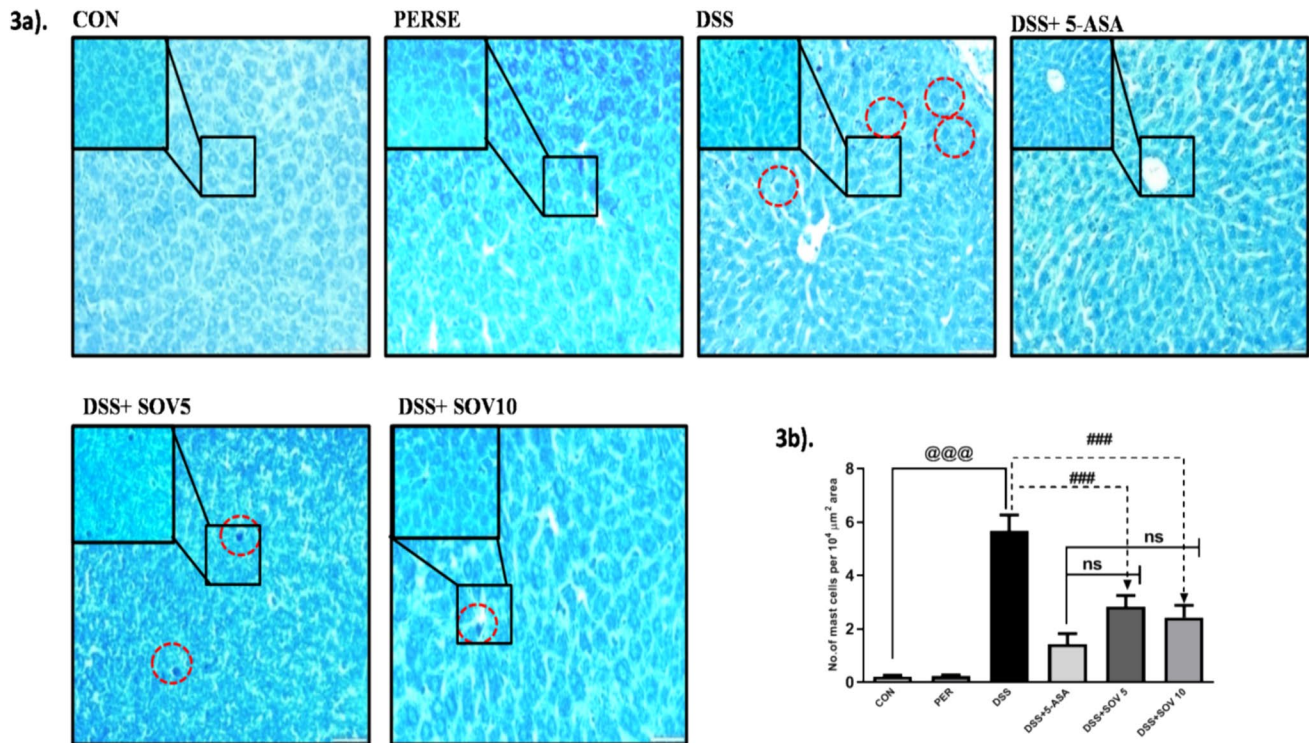 3a).
CON
PERSE
DSS
DSS+ 5-ASA
DSS+ SOV5
DSS+ SOV10
3b).
No.of mast cells per 10⁴ µm² area
8
6
4
2
0
@@@
###
###
ns
ns
CON
PER
DSS
DSS+5-ASA
DSS+SOV 5
DSS+SOV 10